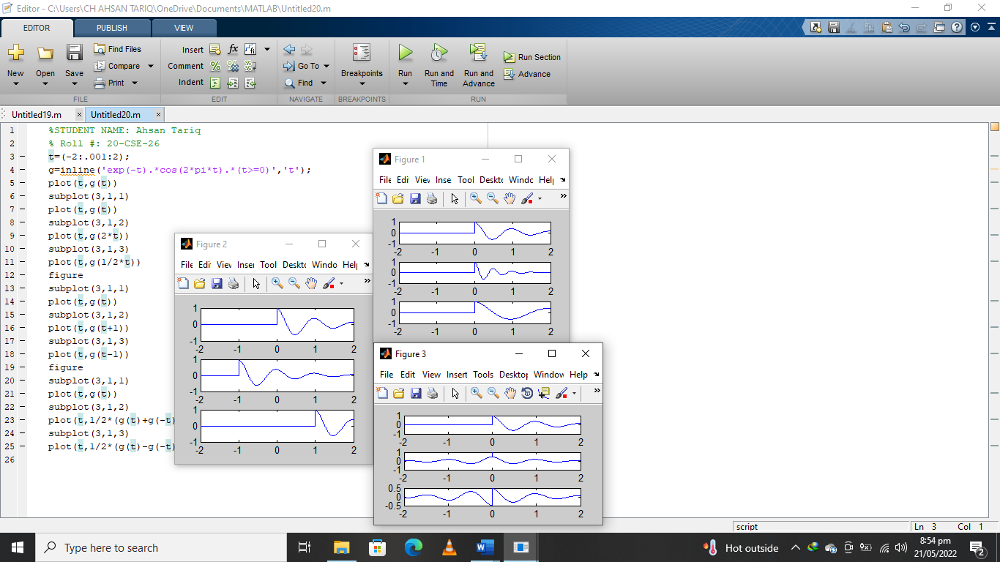 Editor - C:\Users\CH AHSAN TARIQ\OneDrive\Documents\MATLAB\Untitled20.m
EDITOR PUBLISH VIEW
New Open Save Find Files Compare Print
Insert fx
Comment
Indent
Go To Find
Breakpoints
Run Run and Time Run and Advance Run Section Advance
FILE EDIT NAVIGATE BREAKPOINTS RUN
Untitled19.m × Untitled20.m ×
1 %STUDENT NAME: Ahsan Tariq
2 % Roll #: 20-CSE-26
3 — t=(-2:.001:2);
4 — g=inline('exp(-t).*cos(2*pi*t).*(t>=0)','t');
5 — plot(t,g(t))
6 — subplot(3,1,1)
7 — plot(t,g(t))
8 — subplot(3,1,2)
9 — plot(t,g(2*t))
10 — subplot(3,1,3)
11 — plot(t,g(1/2*t))
12 — figure
13 — subplot(3,1,1)
14 — plot(t,g(t))
15 — subplot(3,1,2)
16 — plot(t,g(t+1))
17 — subplot(3,1,3)
18 — plot(t,g(t-1))
19 — figure
20 — subplot(3,1,1)
21 — plot(t,g(t))
22 — subplot(3,1,2)
23 — plot(t,1/2*(g(t)+g(-t)
24 — subplot(3,1,3)
25 — plot(t,1/2*(g(t)-g(-t)
26
Figure 1
File Edit View Inse Tool Deskto Windo Help
1
0
-1
-2 -1 0 1 2
1
0
-1
-2 -1 0 1 2
1
0
-1
-2 -1 0 1 2
Figure 2
File Edit View Inser Tool Deskto Windo Help
1
0
-1
-2 -1 0 1 2
1
0
-1
-2 -1 0 1 2
1
0
-1
-2 -1 0 1 2
Figure 3
File Edit View Insert Tools Desktop Window Help
1
0
-1
-2 -1 0 1 2
1
0
-1
-2 -1 0 1 2
0.5
0
-0.5
-2 -1 0 1 2
script Ln 3 Col 1
Type here to search
Hot outside
8:54 pm
21/05/2022
2